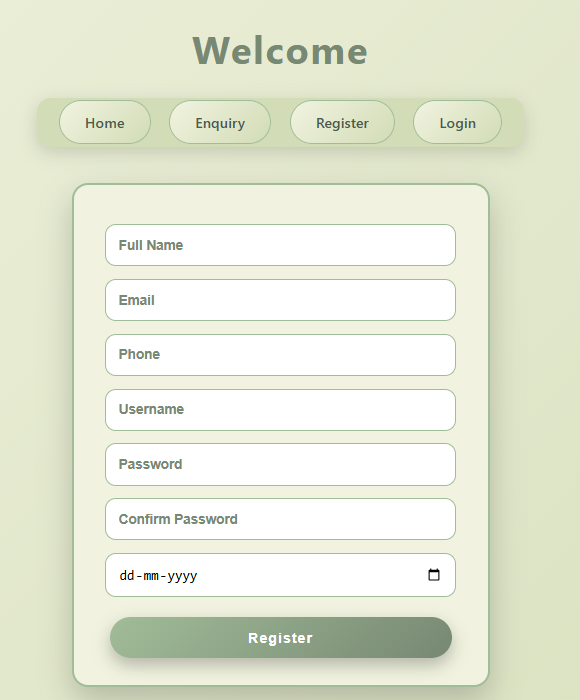 Welcome
Home Enquiry Register Login
Full Name
Email
Phone
Username
Password
Confirm Password
dd-mm-yyyy
Register